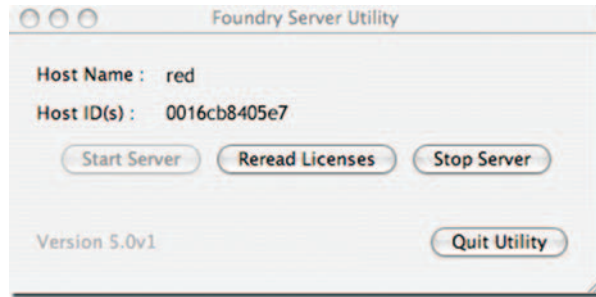 Foundry Server Utility
Host Name : red
Host ID(s) : 0016cb8405e7
Start Server Reread Licenses Stop Server
Version 5.0v1 Quit Utility